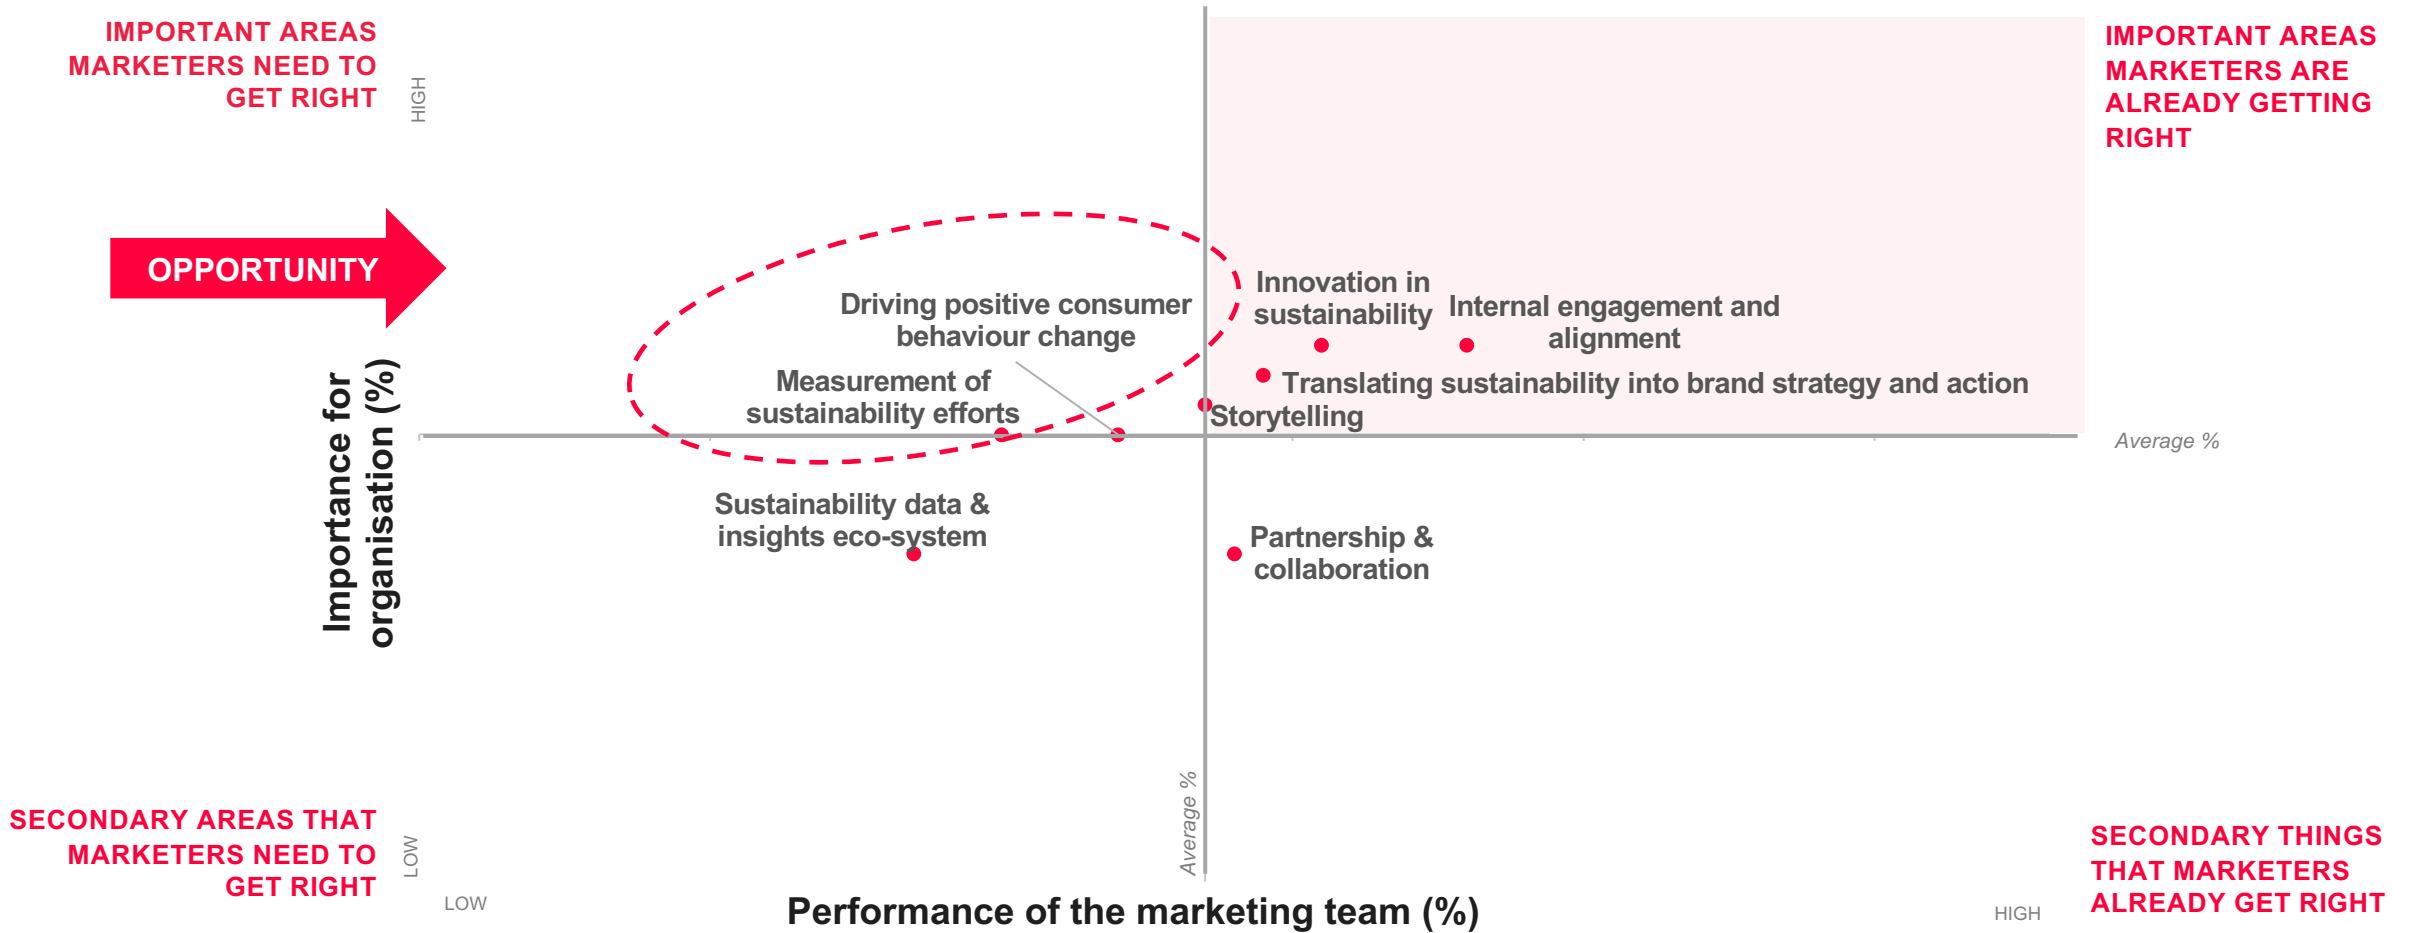 IMPORTANT AREAS
MARKETERS NEED TO
GET RIGHT
HIGH
IMPORTANT AREAS
MARKETERS ARE
ALREADY GETTING
RIGHT
OPPORTUNITY
Driving positive consumer
behaviour change
Innovation in
sustainability
Internal engagement and
alignment
Measurement of
sustainability efforts
Translating sustainability into brand strategy and action
Storytelling
Average %
Importance for
organisation (%)
Sustainability data &
insights eco-system
Partnership &
collaboration
Average %
SECONDARY AREAS THAT
MARKETERS NEED TO
GET RIGHT
LOW
LOW
Performance of the marketing team (%)
HIGH
SECONDARY THINGS
THAT MARKETERS
ALREADY GET RIGHT